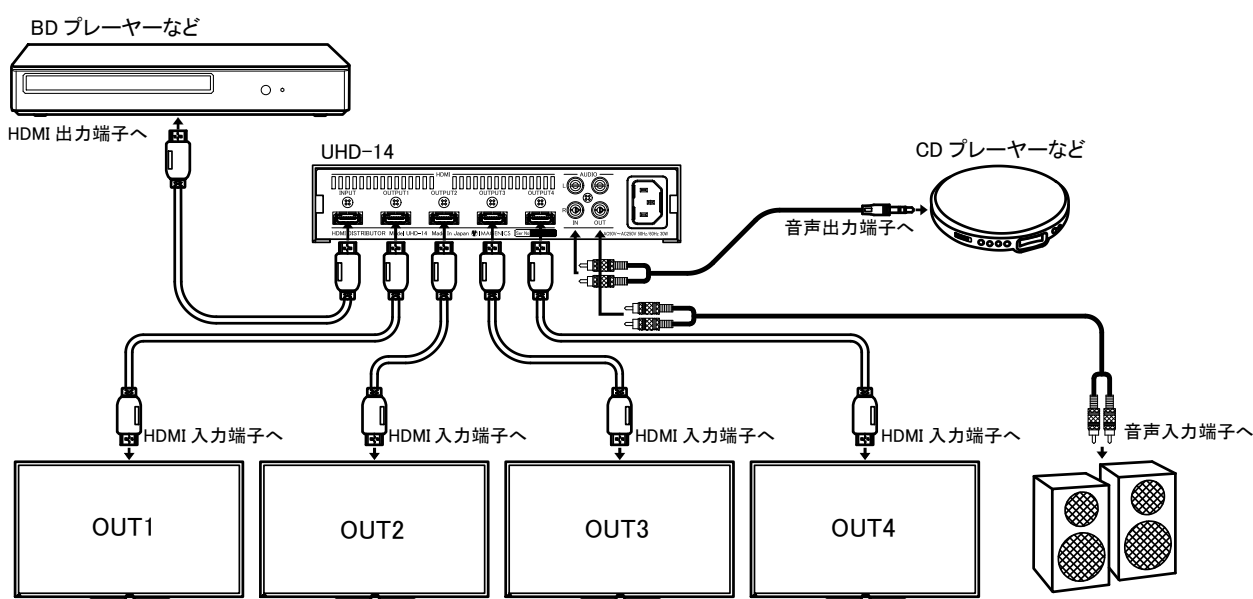 BD プレーヤーなど
HDMI 出力端子へ
UHD-14
CD プレーヤーなど
HDMI
AUDIO
INPUT
OUTPUT1
OUTPUT2
OUTPUT3
OUTPUT4
L
R
IN
OUT
HDMI DISTRIBUTOR Model UHD-14 Made In Japan IMAGENICS Ser No.
音声出力端子へ
HDMI 入力端子へ
HDMI 入力端子へ
HDMI 入力端子へ
HDMI 入力端子へ
音声入力端子へ
OUT1
OUT2
OUT3
OUT4